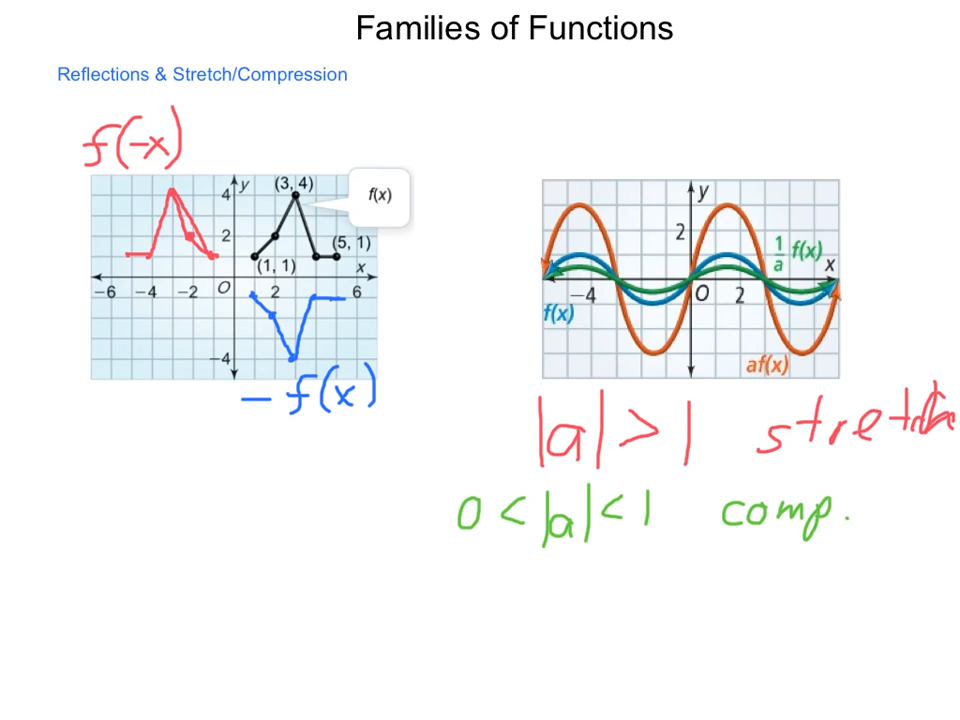 Families of Functions
Reflections & Stretch/Compression
f(-x)
4 y (3, 4) f(x)
2 (5, 1)
(1, 1) x
-6 -4 -2 O 2 6
-4
- f(x)
y
2 1/a f(x)
x
-4 O 2
f(x)
af(x)
|a| > 1 stretch
0 < |a| < 1 comp.